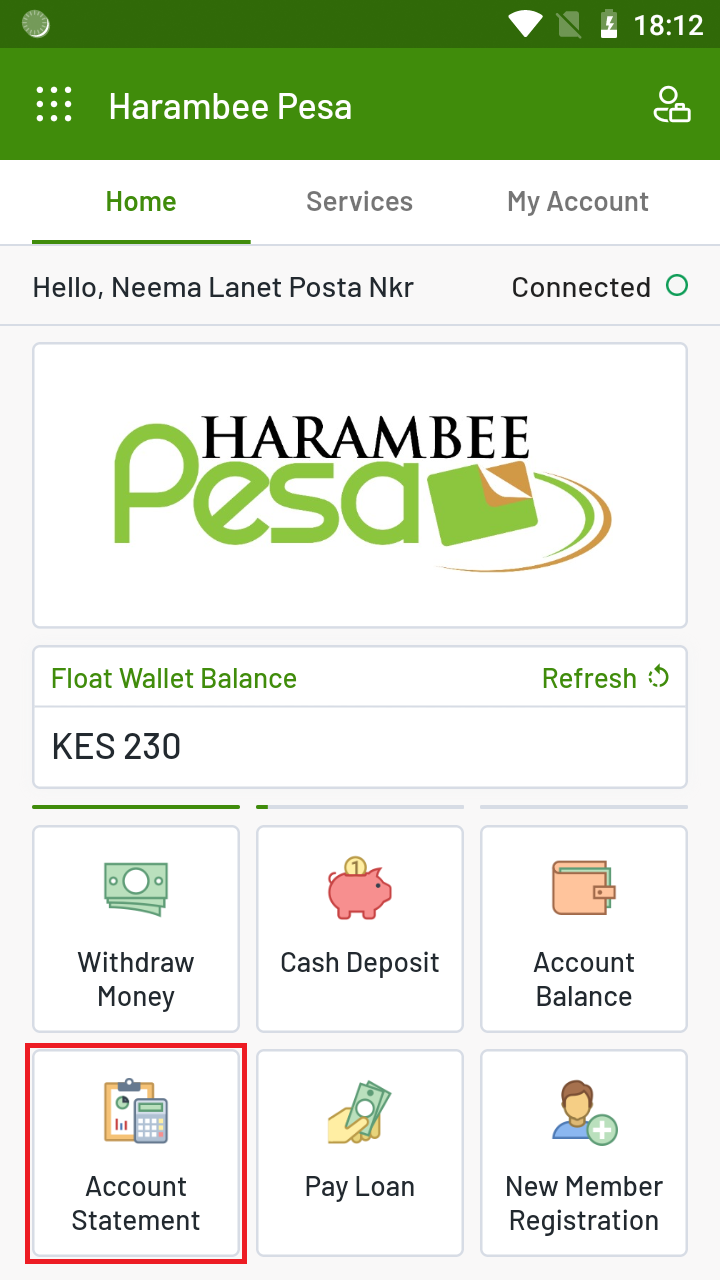 18:12
Harambee Pesa
Home Services My Account
Hello, Neema Lanet Posta Nkr Connected
HARAMBEE
Pesa
Float Wallet Balance Refresh
KES 230
1
Withdraw Money
Cash Deposit
Account Balance
Account Statement
Pay Loan
New Member Registration